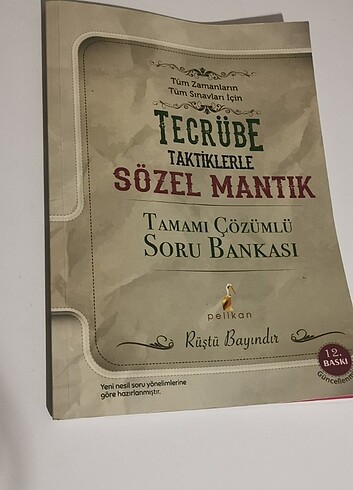 Tüm Zamanların
Tüm Sınavları İçin
TECRÜBE
TAKTİKLERLE
SÖZEL MANTIK
TAMAMI ÇÖZÜMLÜ
SORU BANKASI
pelikan
Rüştü Bayındır
12.
BASKI
Yeni nesil soru yönelimlerine
göre hazırlanmıştır.